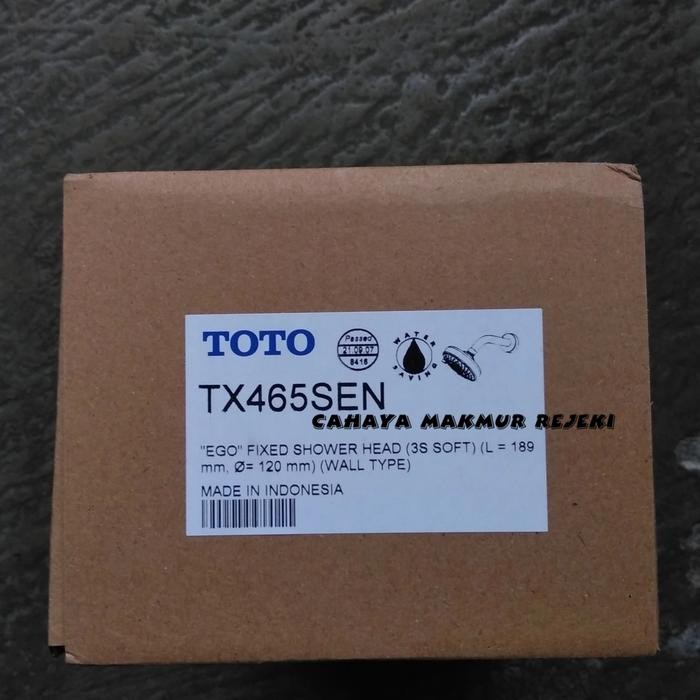 TOTO
Passed
21.09.07
8416
WATER SAVING
TX465SEN
CAHAYA MAKMUR REJEKI
"EGO" FIXED SHOWER HEAD (3S SOFT) (L = 189
mm, Ø= 120 mm) (WALL TYPE)
MADE IN INDONESIA